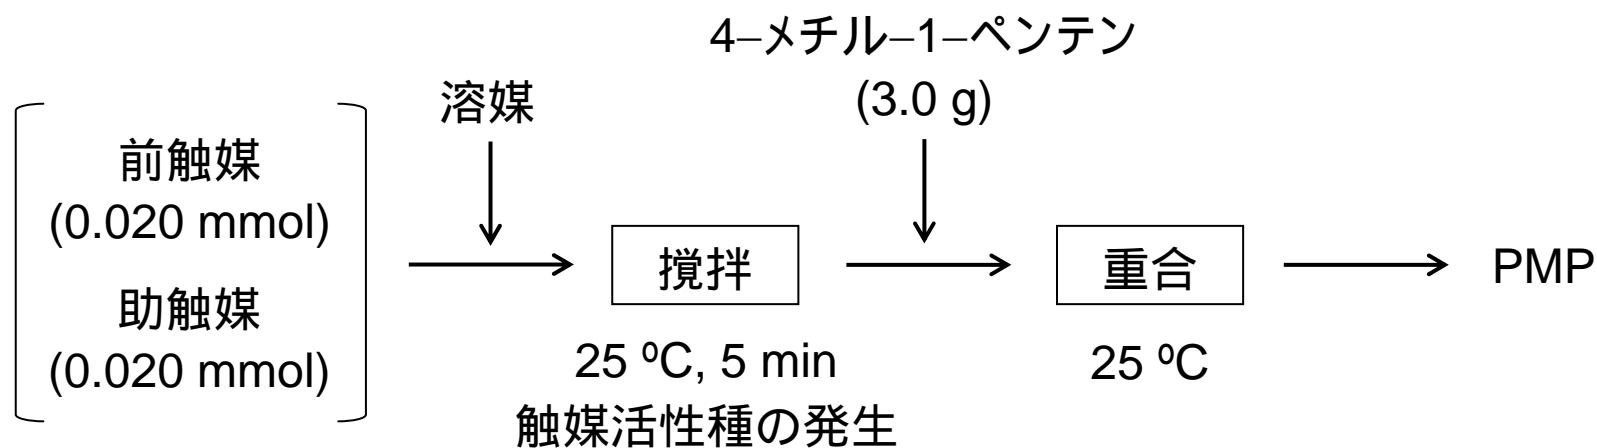 4–メチル–1–ペンテン
(3.0 g)
溶媒
前触媒
(0.020 mmol)
助触媒
(0.020 mmol)
撹拌
25 ºC, 5 min
触媒活性種の発生
重合
25 ºC
PMP